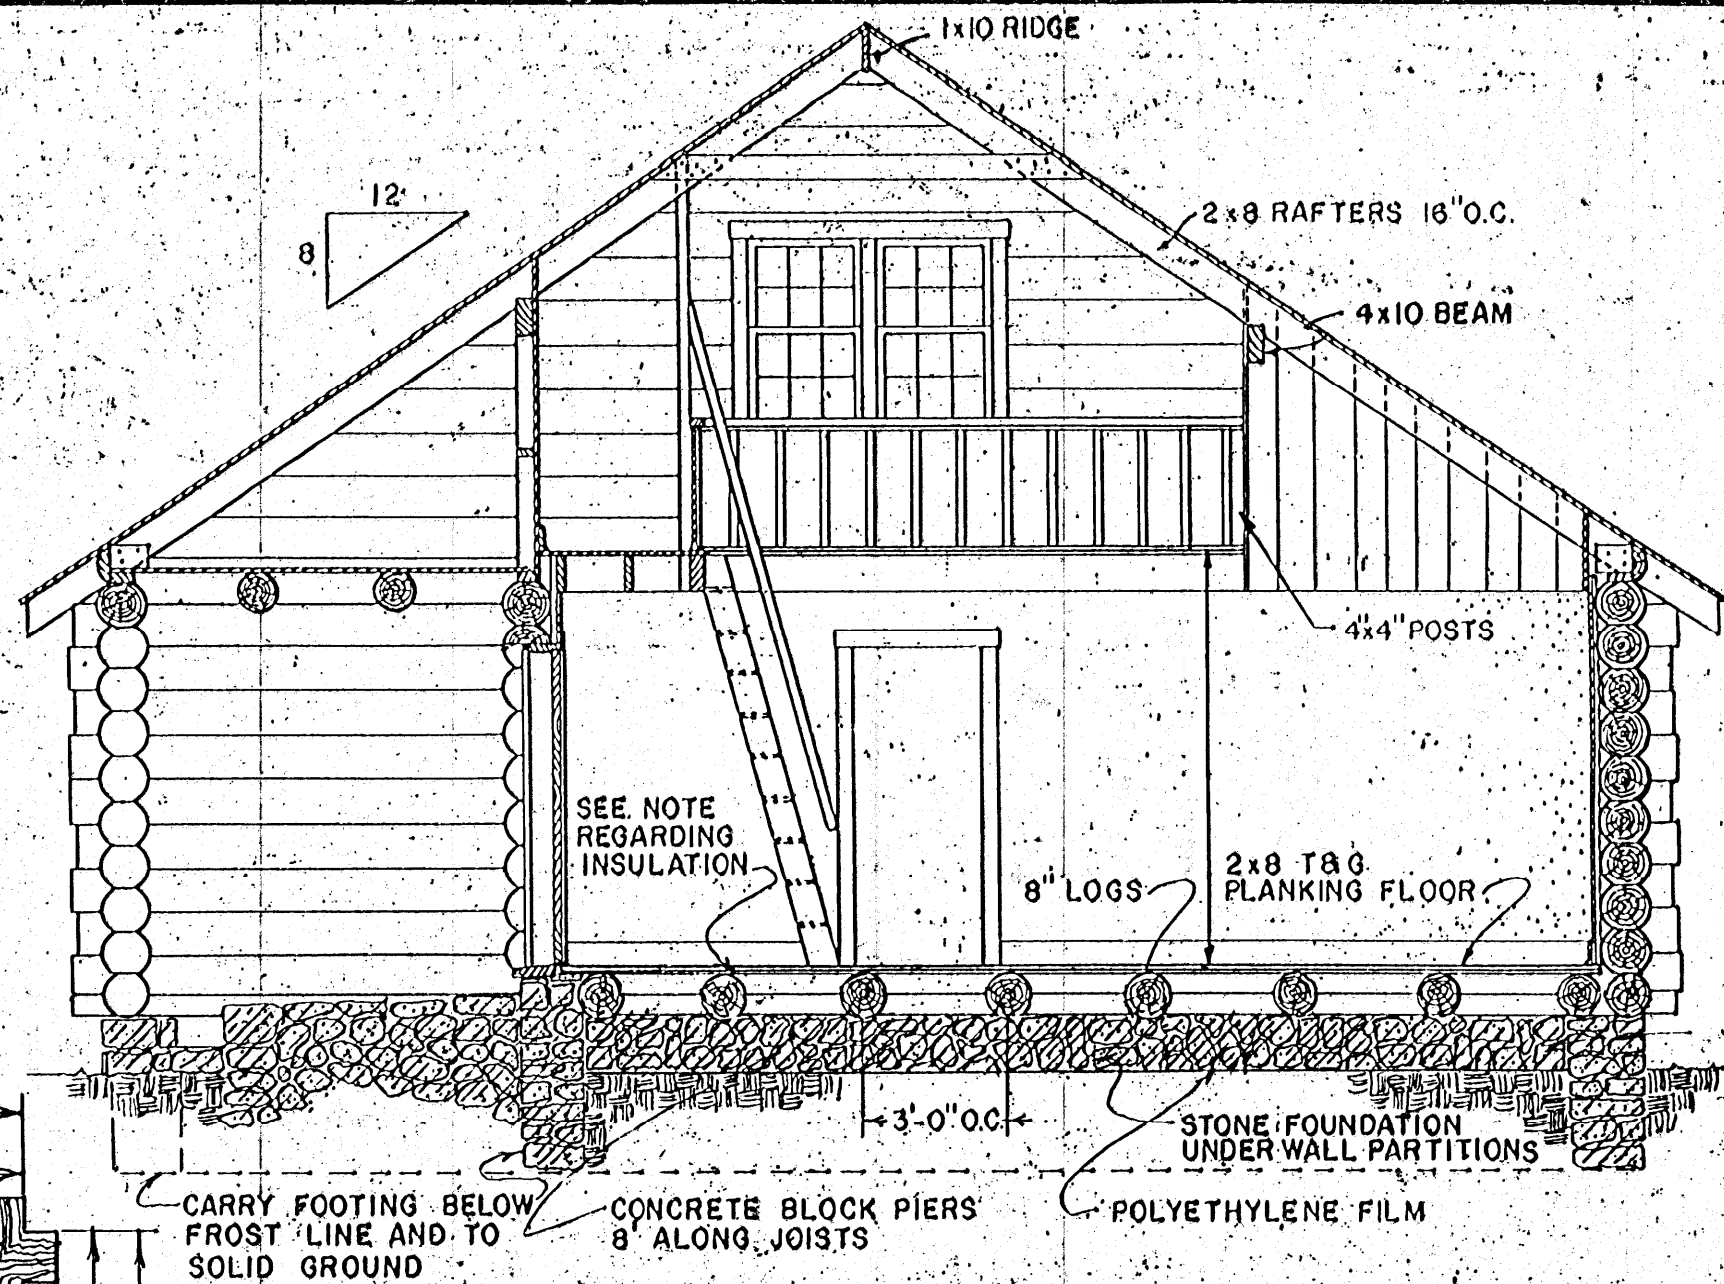 1x10 RIDGE
12
8
2x8 RAFTERS 16"O.C.
4x10 BEAM
4"x4" POSTS
SEE NOTE
REGARDING
INSULATION
8" LOGS
2x8 T&G
PLANKING FLOOR
3'-0" O.C.
STONE FOUNDATION
UNDER WALL PARTITIONS
CARRY FOOTING BELOW
FROST LINE AND TO
SOLID GROUND
CONCRETE BLOCK PIERS
8' ALONG JOISTS
POLYETHYLENE FILM